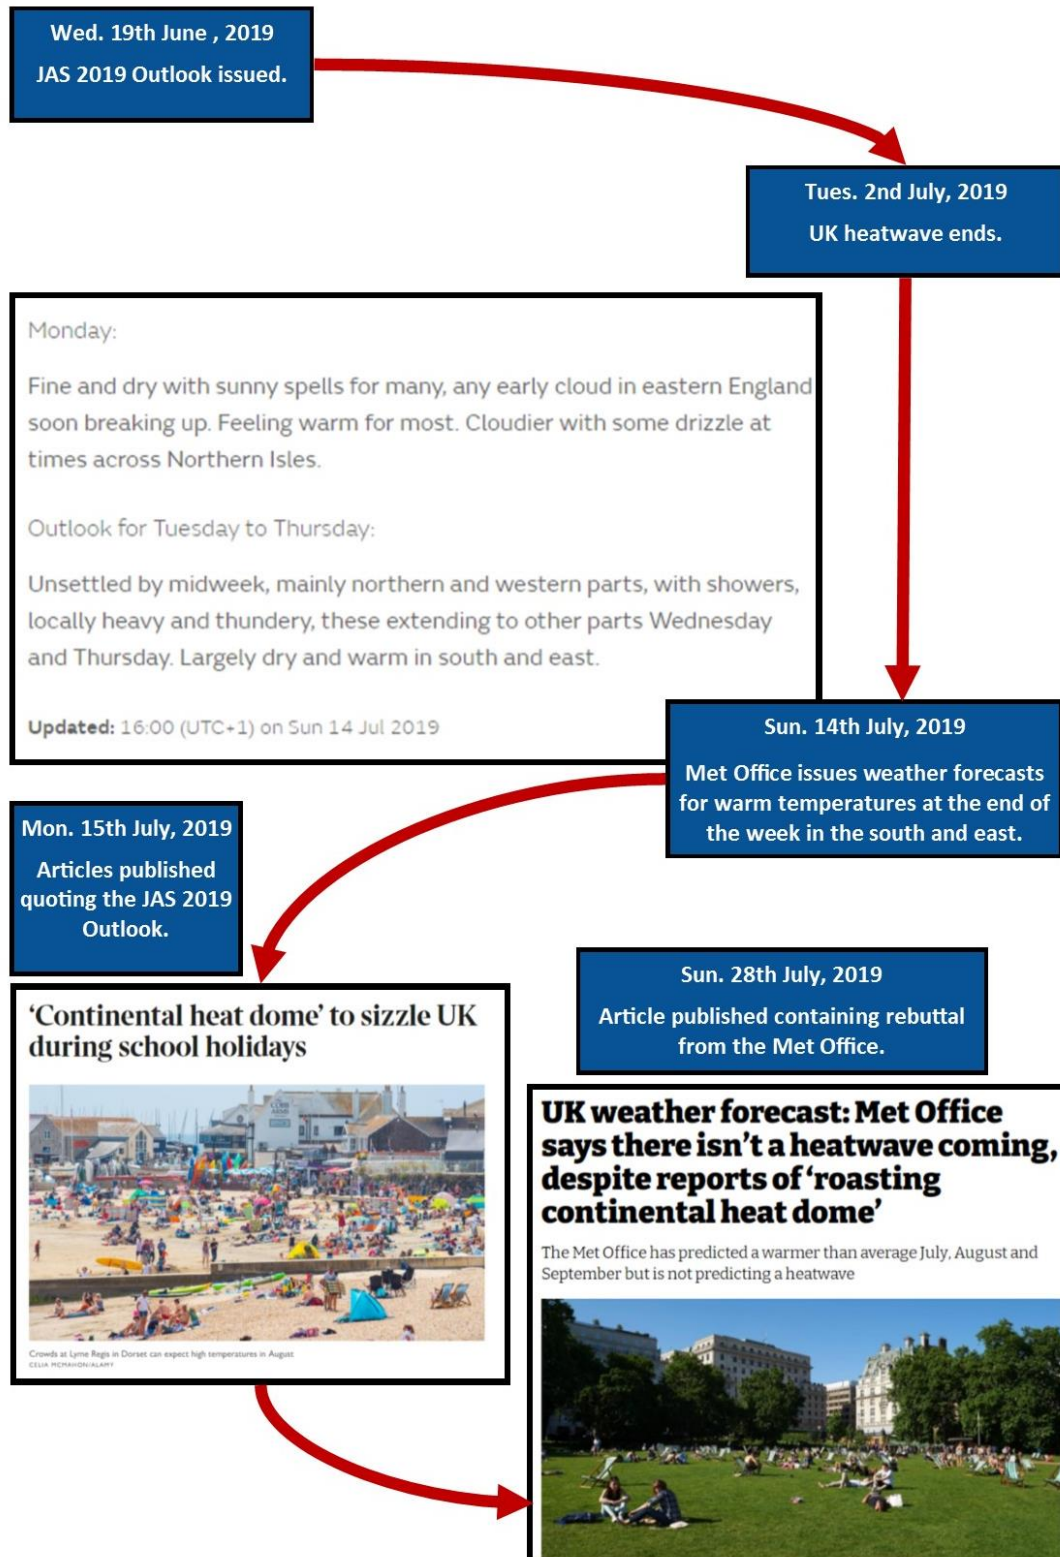 Wed. 19th June , 2019
JAS 2019 Outlook issued.
Tues. 2nd July, 2019
UK heatwave ends.
Monday:
Fine and dry with sunny spells for many, any early cloud in eastern England
soon breaking up. Feeling warm for most. Cloudier with some drizzle at
times across Northern Isles.
Outlook for Tuesday to Thursday:
Unsettled by midweek, mainly northern and western parts, with showers,
locally heavy and thundery, these extending to other parts Wednesday
and Thursday. Largely dry and warm in south and east.
Updated: 16:00 (UTC+1) on Sun 14 Jul 2019
Sun. 14th July, 2019
Met Office issues weather forecasts
for warm temperatures at the end of
the week in the south and east.
Mon. 15th July, 2019
Articles published
quoting the JAS 2019
Outlook.
‘Continental heat dome’ to sizzle UK
during school holidays
COBB
ARMS
Crowds at Lyme Regis in Dorset can expect high temperatures in August
CELIA MCMAHON/ALAMY
Sun. 28th July, 2019
Article published containing rebuttal
from the Met Office.
UK weather forecast: Met Office
says there isn’t a heatwave coming,
despite reports of ‘roasting
continental heat dome’
The Met Office has predicted a warmer than average July, August and
September but is not predicting a heatwave